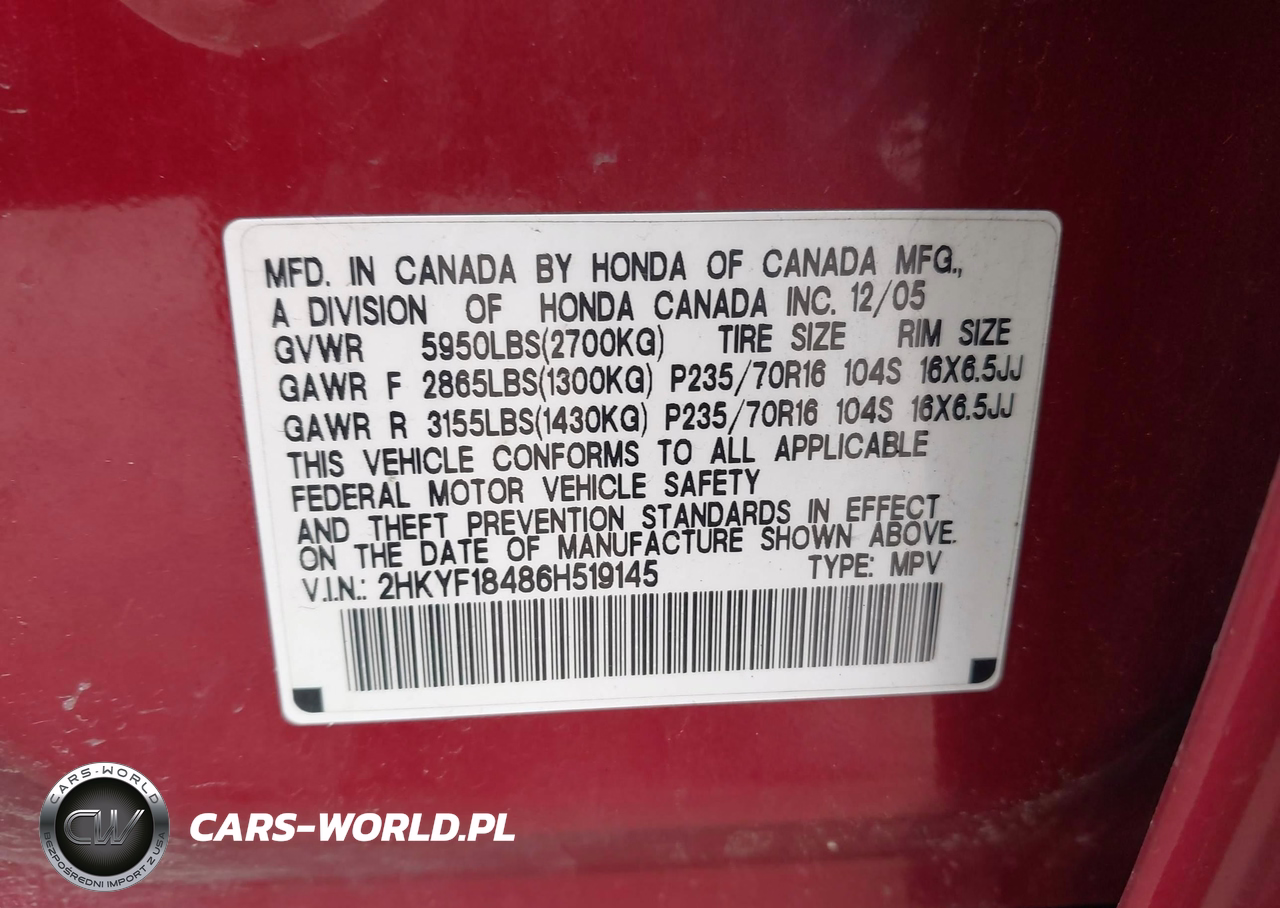 MFD. IN CANADA BY HONDA OF CANADA MFG.,
A DIVISION OF HONDA CANADA INC. 12/05
GVWR 5950LBS(2700KG) TIRE SIZE RIM SIZE
GAWR F 2865LBS(1300KG) P235/70R16 104S 16X6.5JJ
GAWR R 3155LBS(1430KG) P235/70R16 104S 16X6.5JJ
THIS VEHICLE CONFORMS TO ALL APPLICABLE
FEDERAL MOTOR VEHICLE SAFETY
AND THEFT PREVENTION STANDARDS IN EFFECT
ON THE DATE OF MANUFACTURE SHOWN ABOVE.
V.I.N.: 2HKYF18486H519145 TYPE: MPV
CARS-WORLD
CW
BEZPOŚREDNI IMPORT Z USA
CARS-WORLD.PL